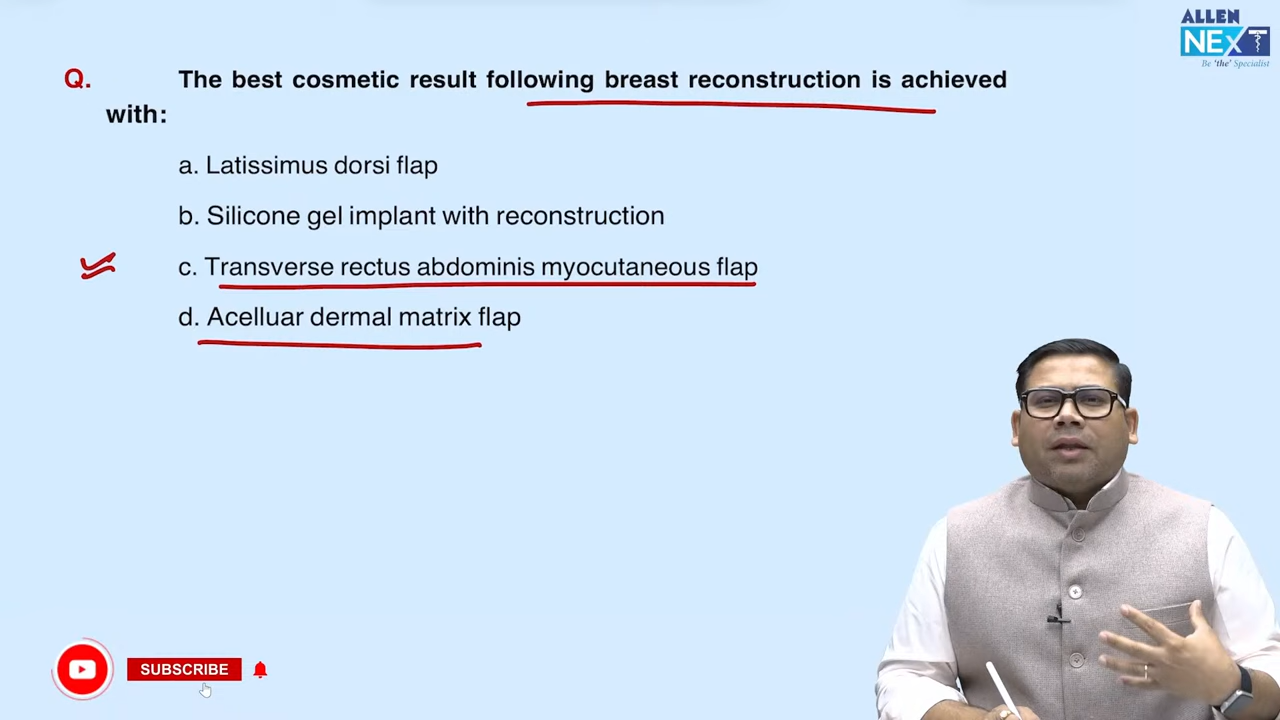 ALLEN
NEXT
Be 'the' Specialist
Q. The best cosmetic result following breast reconstruction is achieved
with:
a. Latissimus dorsi flap
b. Silicone gel implant with reconstruction
c. Transverse rectus abdominis myocutaneous flap
d. Acelluar dermal matrix flap
SUBSCRIBE